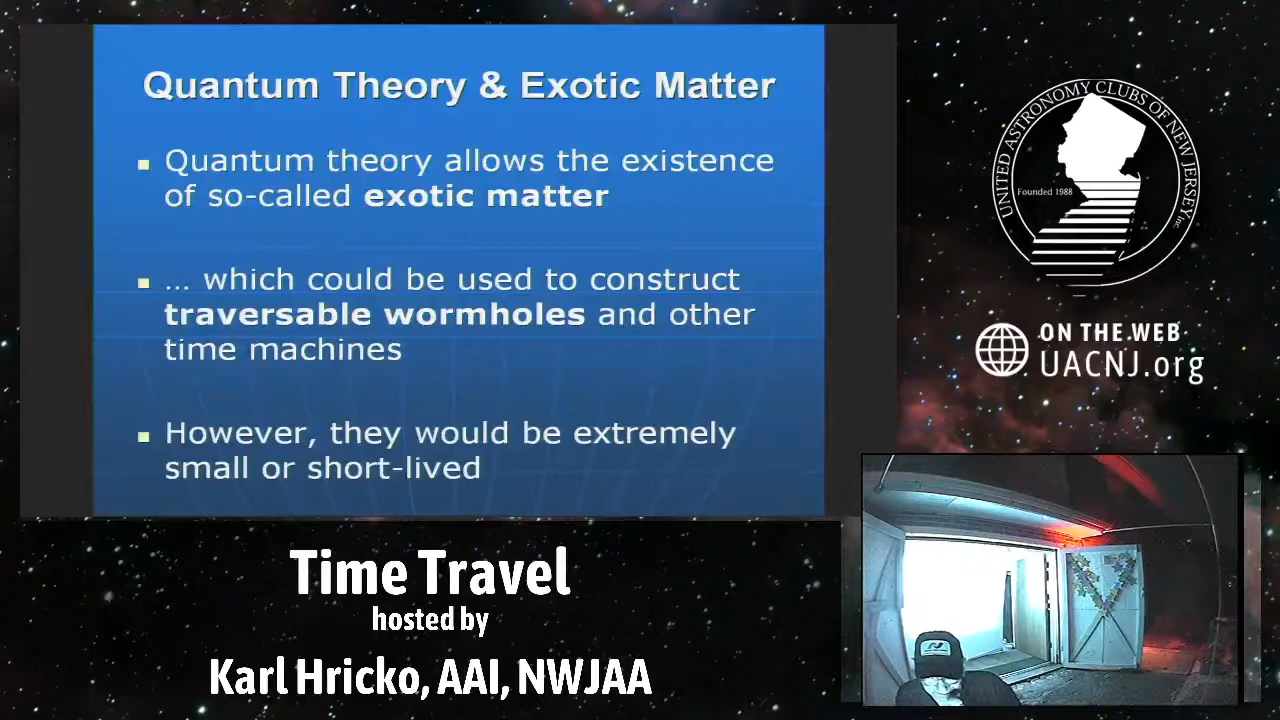 Quantum Theory & Exotic Matter
Quantum theory allows the existence
of so-called exotic matter
... which could be used to construct
traversable wormholes and other
time machines
However, they would be extremely
small or short-lived
Time Travel
hosted by
Karl Hricko, AAI, NWJAA
UNITED ASTRONOMY CLUBS OF NEW JERSEY Inc
Founded 1988
ON THE WEB
UACNJ.org